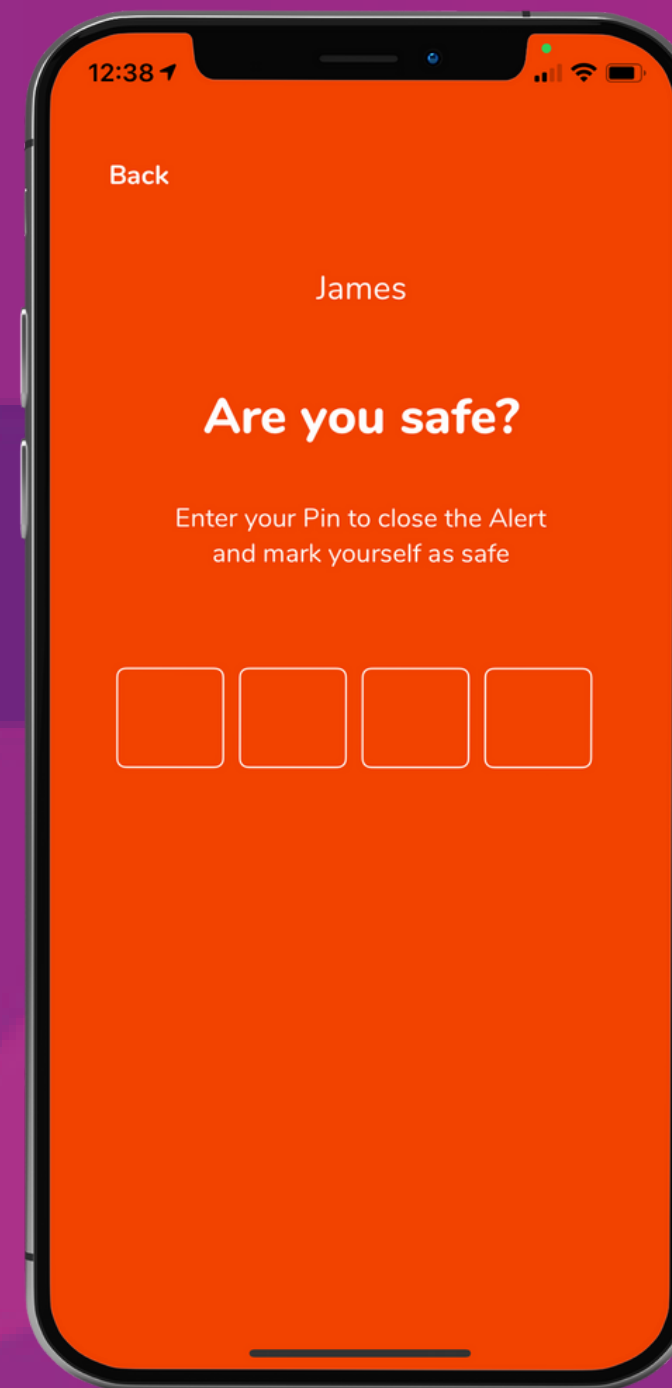 12:38
Back
James
Are you safe?
Enter your Pin to close the Alert
and mark yourself as safe